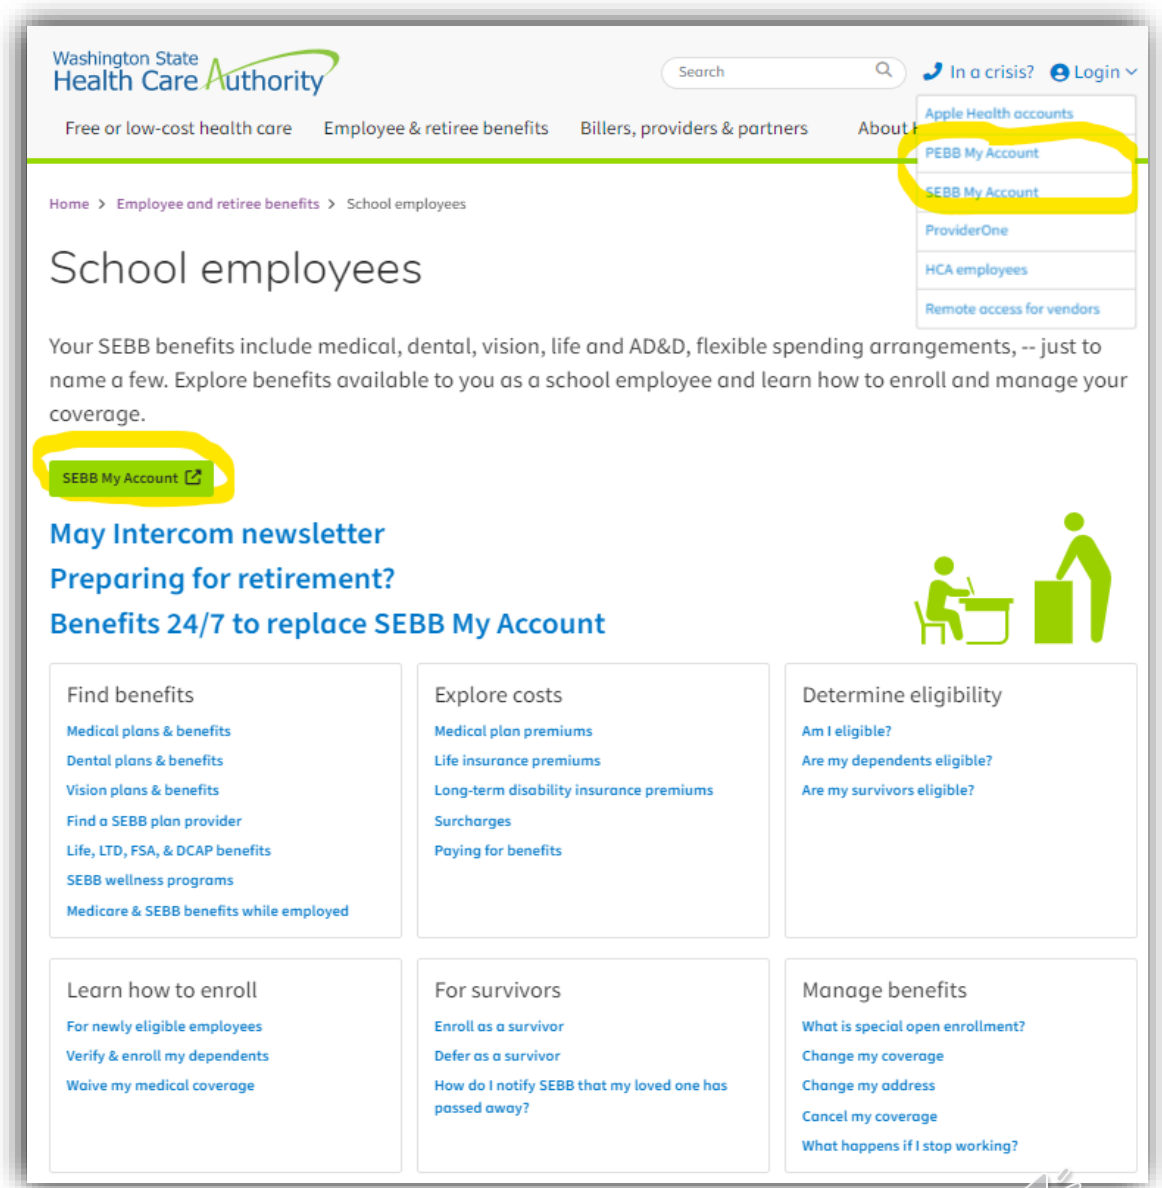 Washington State
Health Care Authority
Search
In a crisis?
Login
Free or low-cost health care
Employee & retiree benefits
Billers, providers & partners
About
Apple Health accounts
PEBB My Account
SEBB My Account
ProviderOne
HCA employees
Remote access for vendors
Home > Employee and retiree benefits > School employees
School employees
Your SEBB benefits include medical, dental, vision, life and AD&D, flexible spending arrangements, -- just to
name a few. Explore benefits available to you as a school employee and learn how to enroll and manage your
coverage.
SEBB My Account
May Intercom newsletter
Preparing for retirement?
Benefits 24/7 to replace SEBB My Account
Find benefits
Medical plans & benefits
Dental plans & benefits
Vision plans & benefits
Find a SEBB plan provider
Life, LTD, FSA, & DCAP benefits
SEBB wellness programs
Medicare & SEBB benefits while employed
Explore costs
Medical plan premiums
Life insurance premiums
Long-term disability insurance premiums
Surcharges
Paying for benefits
Determine eligibility
Am I eligible?
Are my dependents eligible?
Are my survivors eligible?
Learn how to enroll
For newly eligible employees
Verify & enroll my dependents
Waive my medical coverage
For survivors
Enroll as a survivor
Defer as a survivor
How do I notify SEBB that my loved one has
passed away?
Manage benefits
What is special open enrollment?
Change my coverage
Change my address
Cancel my coverage
What happens if I stop working?